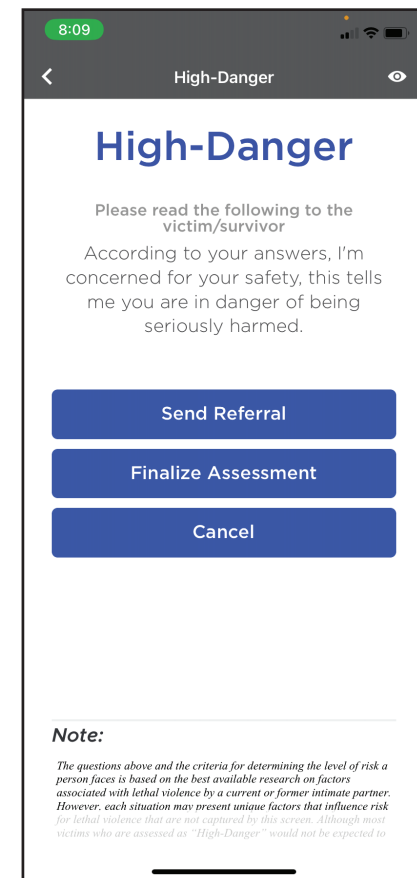 8:09
High-Danger
High-Danger
Please read the following to the
victim/survivor
According to your answers, I'm
concerned for your safety, this tells
me you are in danger of being
seriously harmed.
Send Referral
Finalize Assessment
Cancel
Note:
The questions above and the criteria for determining the level of risk a
person faces is based on the best available research on factors
associated with lethal violence by a current or former intimate partner.
However, each situation may present unique factors that influence risk
for lethal violence that are not captured by this screen. Although most
victims who are assessed as "High-Danger" would not be expected to